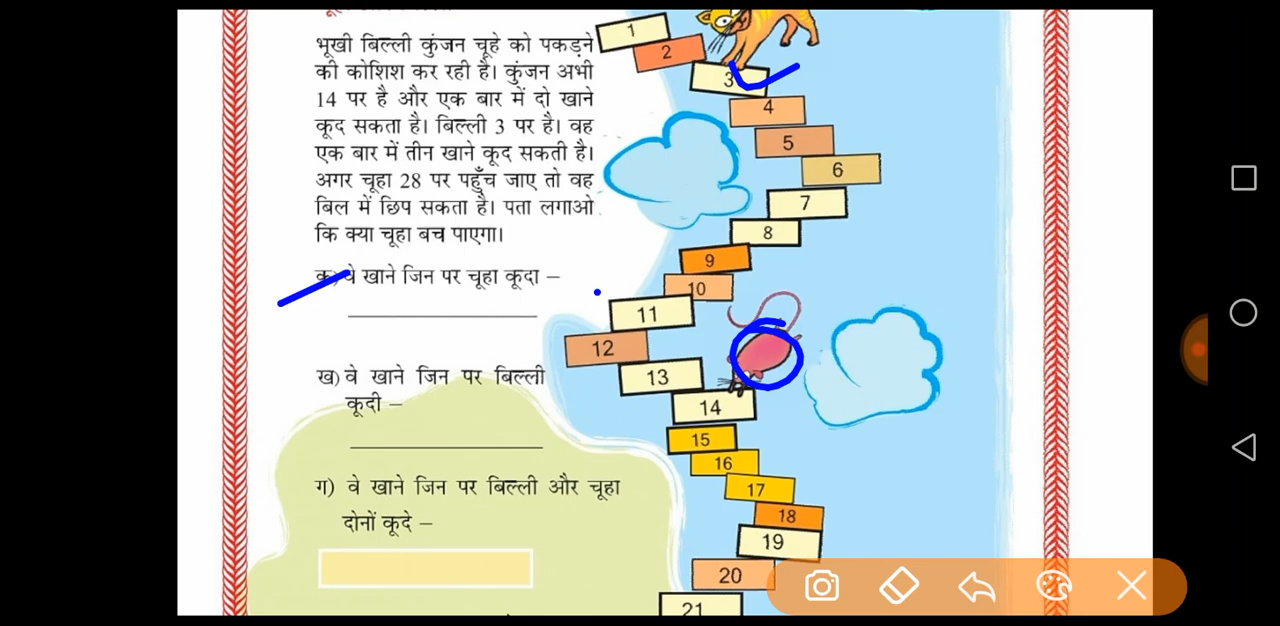 भूखी बिल्ली कुंजन चूहे को पकड़ने
की कोशिश कर रही है। कुंजन अभी
14 पर है और एक बार में दो खाने
कूद सकता है। बिल्ली 3 पर है। वह
एक बार में तीन खाने कूद सकती है।
अगर चूहा 28 पर पहुँच जाए तो वह
बिल में छिप सकता है। पता लगाओ
कि क्या चूहा बच पाएगा।
क) वे खाने जिन पर चूहा कूदा –
ख) वे खाने जिन पर बिल्ली
कूदी –
ग) वे खाने जिन पर बिल्ली और चूहा
दोनों कूदे –
1
2
3
4
5
6
7
8
9
10
11
12
13
14
15
16
17
18
19
20
21